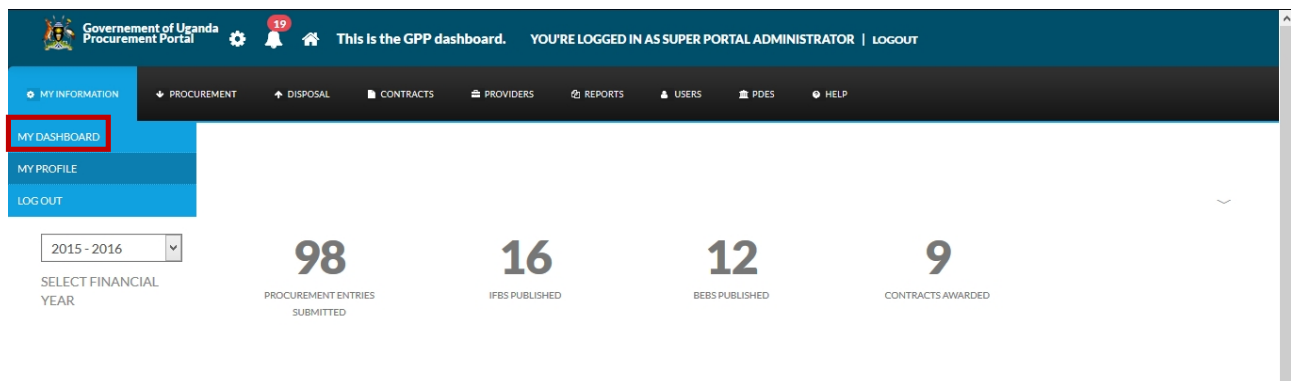 Governement of Uganda
Procurement Portal
19
This is the GPP dashboard.
YOU'RE LOGGED IN AS SUPER PORTAL ADMINISTRATOR | LOGOUT
MY INFORMATION
PROCUREMENT
DISPOSAL
CONTRACTS
PROVIDERS
REPORTS
USERS
PDES
HELP
MY DASHBOARD
MY PROFILE
LOG OUT
2015 - 2016
SELECT FINANCIAL
YEAR
98
PROCUREMENT ENTRIES
SUBMITTED
16
IFBS PUBLISHED
12
BEBS PUBLISHED
9
CONTRACTS AWARDED